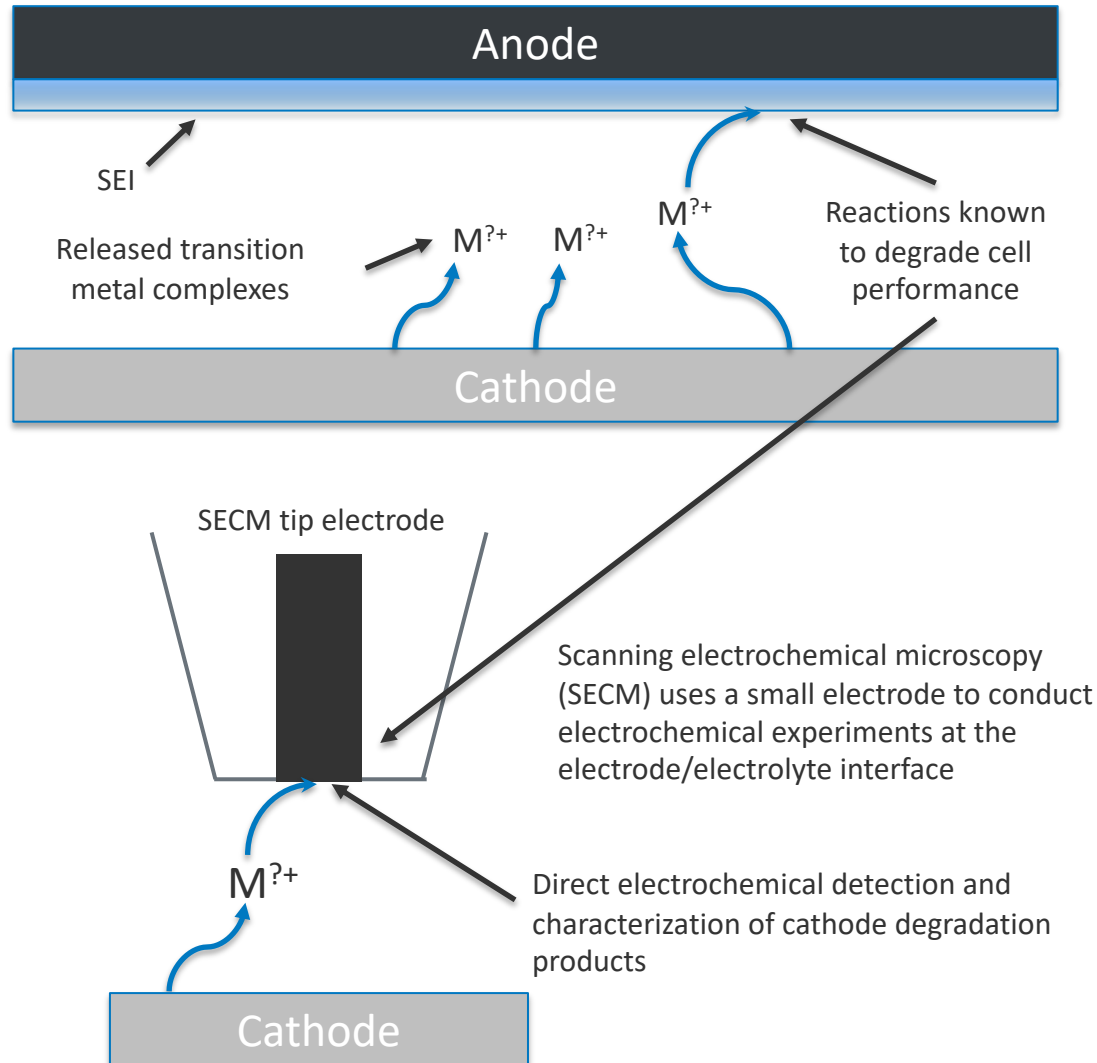 Anode
SEI
Released transition
metal complexes
M?+
M?+
M?+
Reactions known
to degrade cell
performance
Cathode
SECM tip electrode
Scanning electrochemical microscopy
(SECM) uses a small electrode to conduct
electrochemical experiments at the
electrode/electrolyte interface
M?+
Direct electrochemical detection and
characterization of cathode degradation
products
Cathode